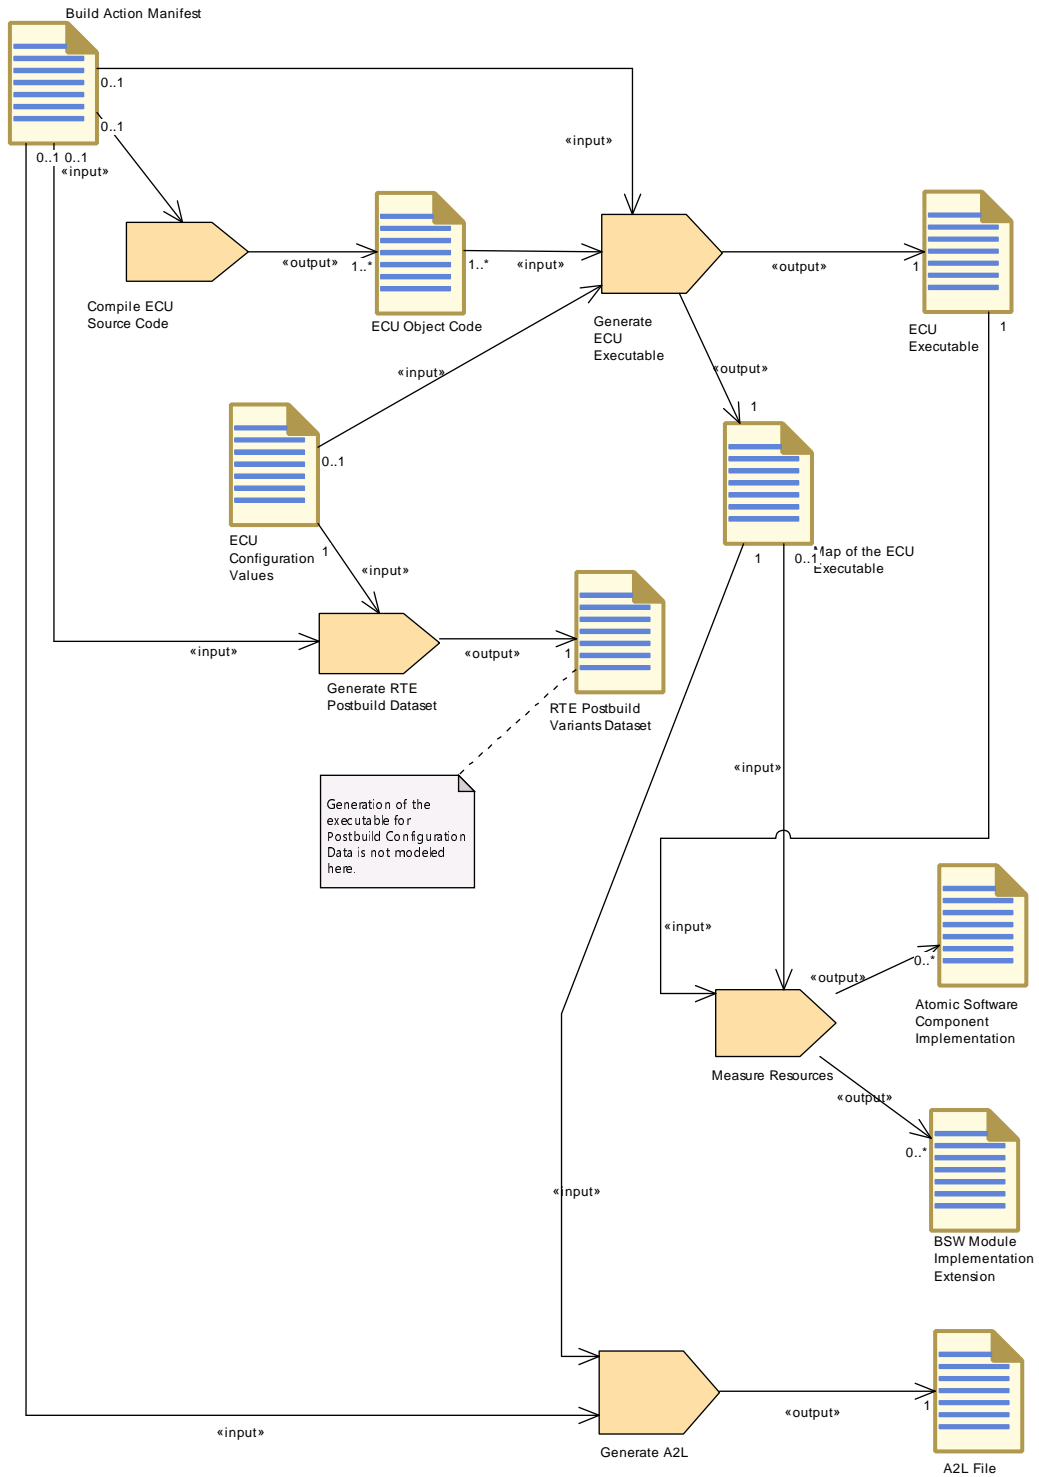 Build Action Manifest
0..1
0..1
«input»
0..1 0..1
«input»
«output»
1..*
1..*
«input»
«output»
1
Compile ECU
Source Code
ECU Object Code
Generate
ECU
Executable
ECU
Executable
1
«input»
«output»
1
0..1
ECU
Configuration
Values
1
«input»
1
0..1
Map of the ECU
Executable
«input»
«output»
1
Generate RTE
Postbuild Dataset
RTE Postbuild
Variants Dataset
«input»
Generation of the
executable for
Postbuild Configuration
Data is not modeled
here.
«input»
«output»
0..*
Atomic Software
Component
Implementation
Measure Resources
«output»
0..*
«input»
BSW Module
Implementation
Extension
«input»
«output»
1
Generate A2L
A2L File